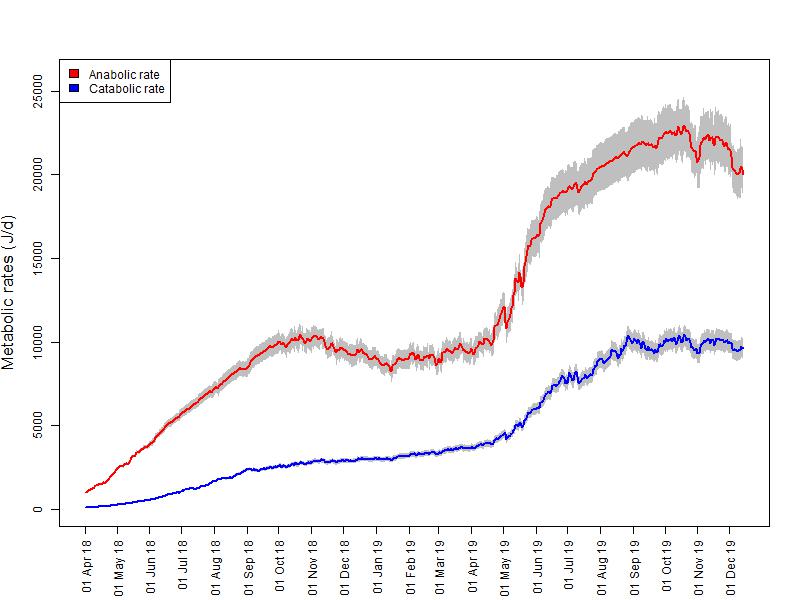 Anabolic rate
Catabolic rate
Metabolic rates (J/d)
25000
20000
15000
10000
5000
0
01 Apr 18
01 May 18
01 Jun 18
01 Jul 18
01 Aug 18
01 Sep 18
01 Oct 18
01 Nov 18
01 Dec 18
01 Jan 19
01 Feb 19
01 Mar 19
01 Apr 19
01 May 19
01 Jun 19
01 Jul 19
01 Aug 19
01 Sep 19
01 Oct 19
01 Nov 19
01 Dec 19